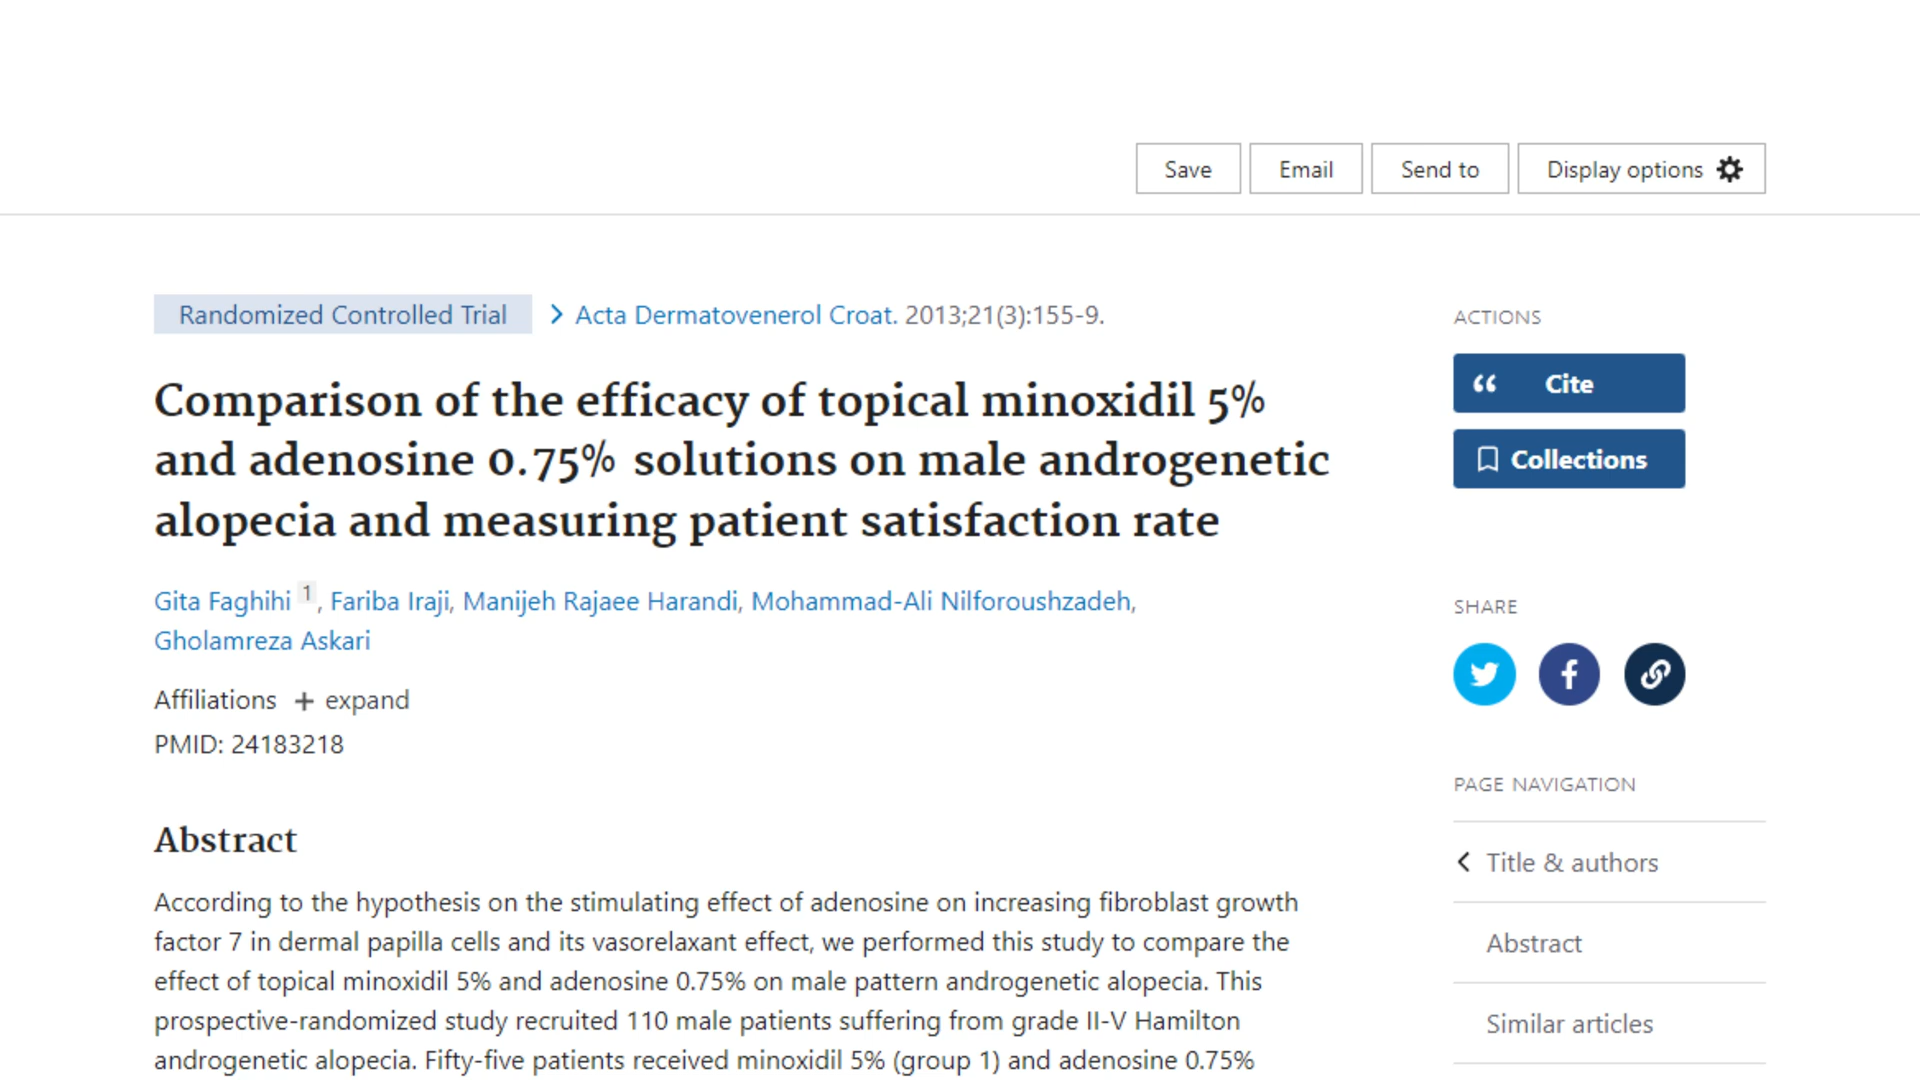 Save
Email
Send to
Display options
Randomized Controlled Trial
Acta Dermatovenerol Croat. 2013;21(3):155-9.
Comparison of the efficacy of topical minoxidil 5%
and adenosine 0.75% solutions on male androgenetic
alopecia and measuring patient satisfaction rate
Gita Faghihi 1, Fariba Iraji, Manijeh Rajaee Harandi, Mohammad-Ali Nilforoushzadeh,
Gholamreza Askari
Affiliations + expand
PMID: 24183218
Abstract
According to the hypothesis on the stimulating effect of adenosine on increasing fibroblast growth
factor 7 in dermal papilla cells and its vasorelaxant effect, we performed this study to compare the
effect of topical minoxidil 5% and adenosine 0.75% on male pattern androgenetic alopecia. This
prospective-randomized study recruited 110 male patients suffering from grade II-V Hamilton
androgenetic alopecia. Fifty-five patients received minoxidil 5% (group 1) and adenosine 0.75%
ACTIONS
Cite
Collections
SHARE
PAGE NAVIGATION
Title & authors
Abstract
Similar articles